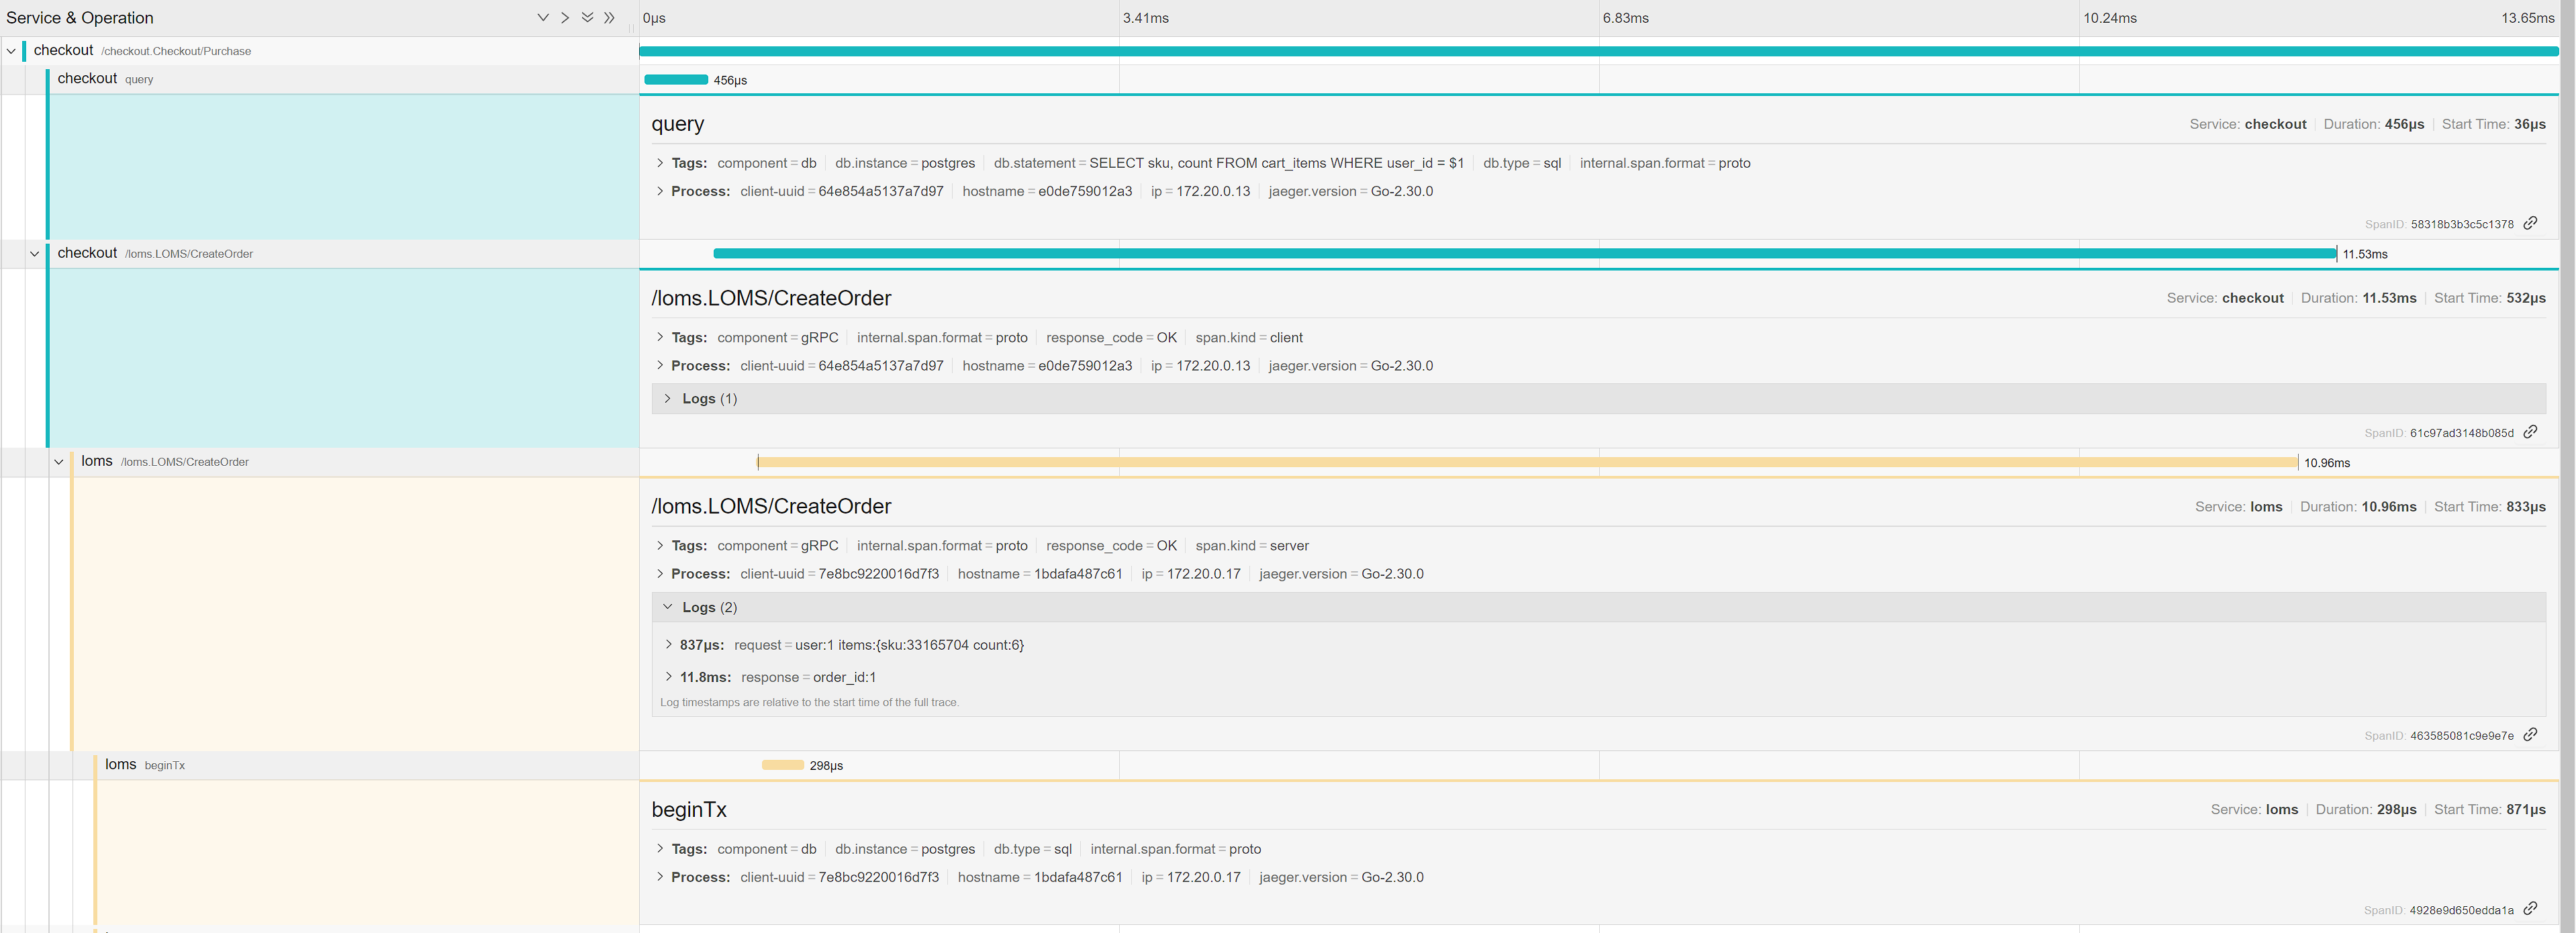 Service & Operation 0μs 3.41ms 6.83ms 10.24ms 13.65ms
checkout /checkout.Checkout/Purchase
checkout query 456μs
query Service: checkout Duration: 456μs Start Time: 36μs
Tags: component = db db.instance = postgres db.statement = SELECT sku, count FROM cart_items WHERE user_id = $1 db.type = sql internal.span.format = proto
Process: client-uuid = 64e854a5137a7d97 hostname = e0de759012a3 ip = 172.20.0.13 jaeger.version = Go-2.30.0
SpanID: 58318b3b3c5c1378
checkout /loms.LOMS/CreateOrder 11.53ms
/loms.LOMS/CreateOrder Service: checkout Duration: 11.53ms Start Time: 532μs
Tags: component = gRPC internal.span.format = proto response_code = OK span.kind = client
Process: client-uuid = 64e854a5137a7d97 hostname = e0de759012a3 ip = 172.20.0.13 jaeger.version = Go-2.30.0
Logs (1)
SpanID: 61c97ad3148b085d
loms /loms.LOMS/CreateOrder 10.96ms
/loms.LOMS/CreateOrder Service: loms Duration: 10.96ms Start Time: 833μs
Tags: component = gRPC internal.span.format = proto response_code = OK span.kind = server
Process: client-uuid = 7e8bc9220016d7f3 hostname = 1bdafa487c61 ip = 172.20.0.17 jaeger.version = Go-2.30.0
Logs (2)
837μs: request = user:1 items:{sku:33165704 count:6}
11.8ms: response = order_id:1
Log timestamps are relative to the start time of the full trace.
SpanID: 463585081c9e9e7e
loms beginTx 298μs
beginTx Service: loms Duration: 298μs Start Time: 871μs
Tags: component = db db.instance = postgres db.type = sql internal.span.format = proto
Process: client-uuid = 7e8bc9220016d7f3 hostname = 1bdafa487c61 ip = 172.20.0.17 jaeger.version = Go-2.30.0
SpanID: 4928e9d650edda1a